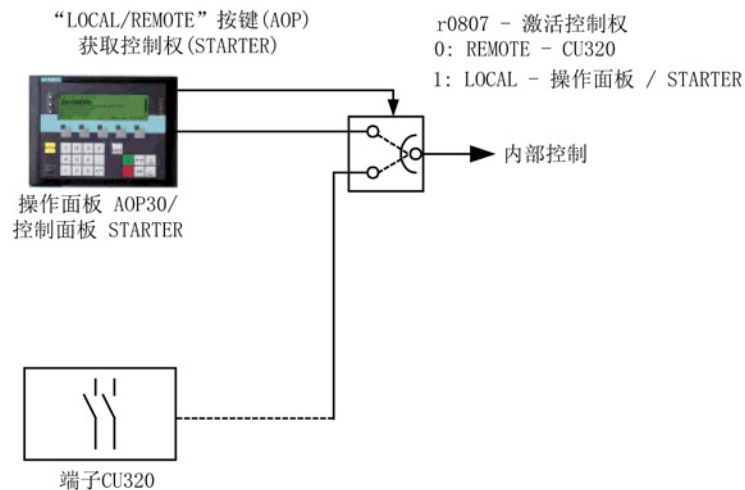 “LOCAL/REMOTE”按键(AOP)
获取控制权(STARTER)
r0807 - 激活控制权
0: REMOTE - CU320
1: LOCAL - 操作面板 / STARTER
内部控制
操作面板 AOP30/
控制面板 STARTER
端子CU320